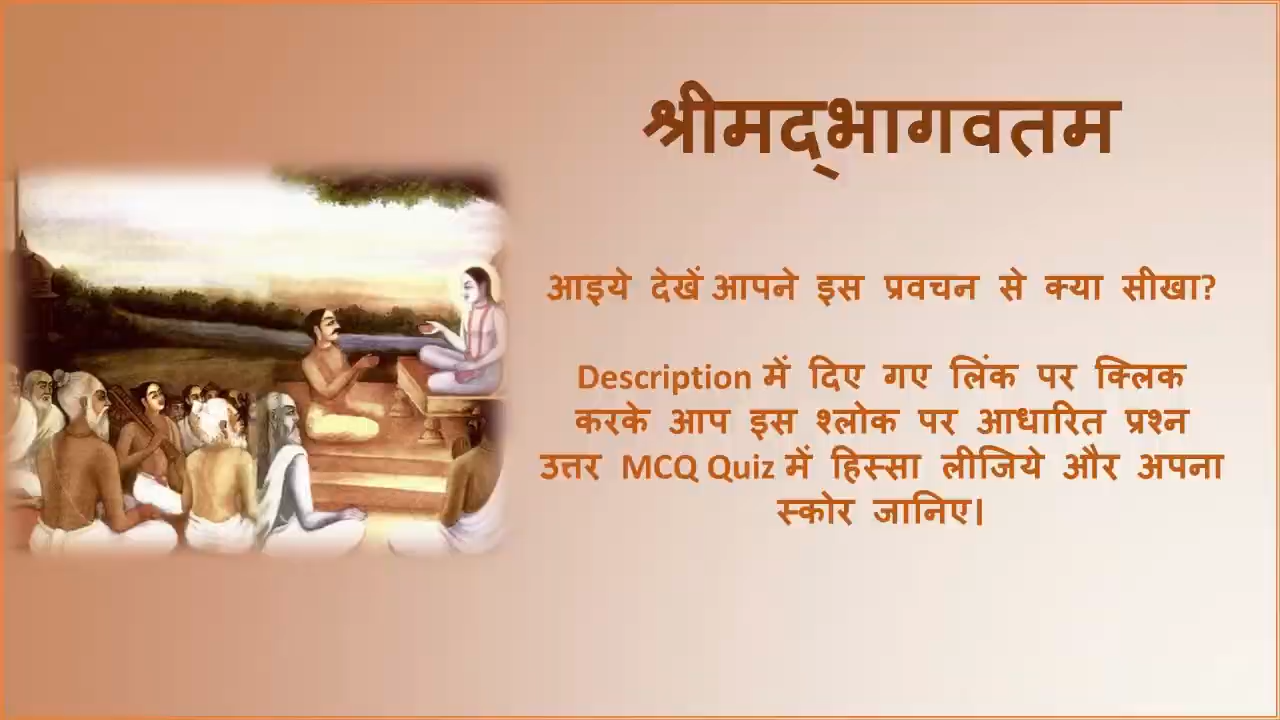 श्रीमद्‌भागवतम
आइये देखें आपने इस प्रवचन से क्या सीखा?
Description में दिए गए लिंक पर क्लिक
करके आप इस श्लोक पर आधारित प्रश्न
उत्तर MCQ Quiz में हिस्सा लीजिये और अपना
स्कोर जानिए।